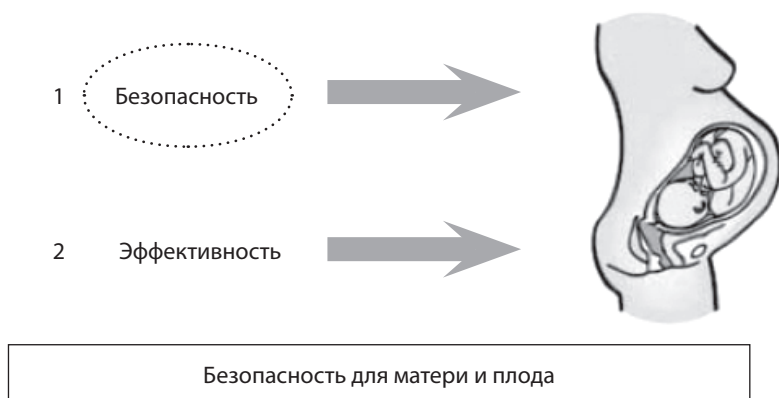 1 Безопасность
2 Эффективность
Безопасность для матери и плода